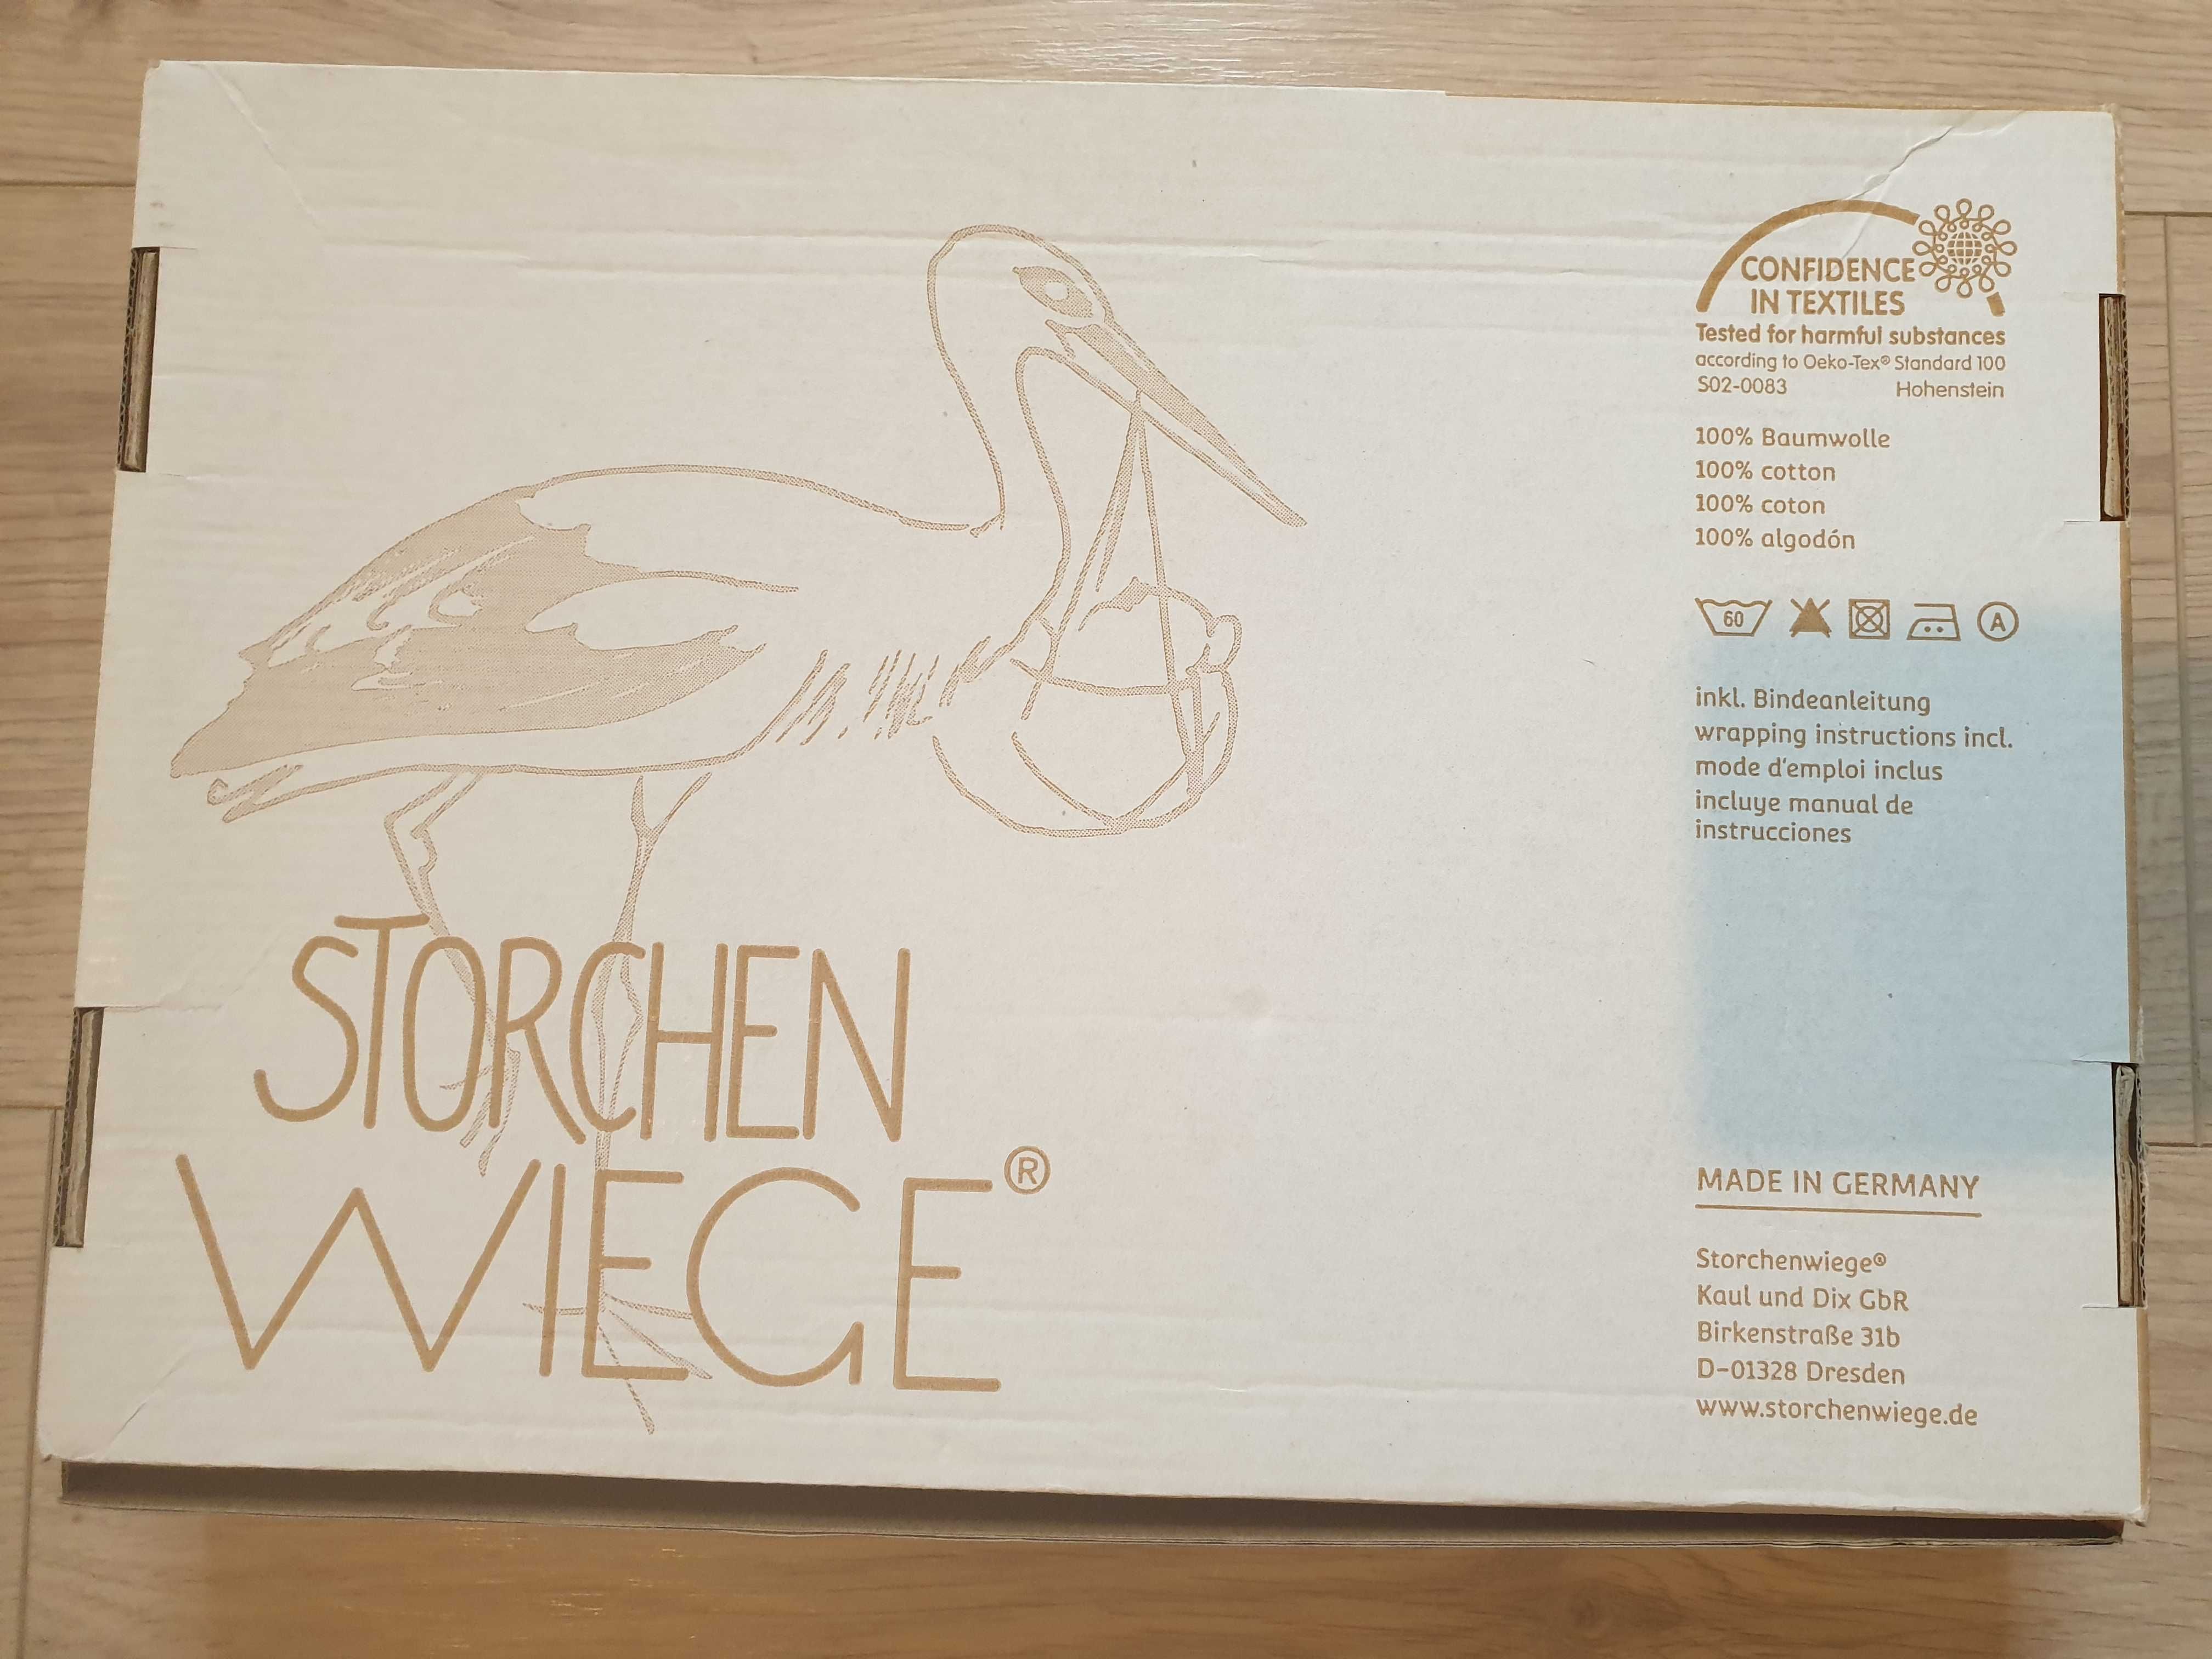 STORCHEN
WIEGE®
CONFIDENCE
IN TEXTILES
Tested for harmful substances
according to Oeko-Tex® Standard 100
S02-0083 Hohenstein
100% Baumwolle
100% cotton
100% coton
100% algodón
60 A
inkl. Bindeanleitung
wrapping instructions incl.
mode d'emploi inclus
incluye manual de
instrucciones
MADE IN GERMANY
Storchenwiege®
Kaul und Dix GbR
Birkenstraße 31b
D-01328 Dresden
www.storchenwiege.de